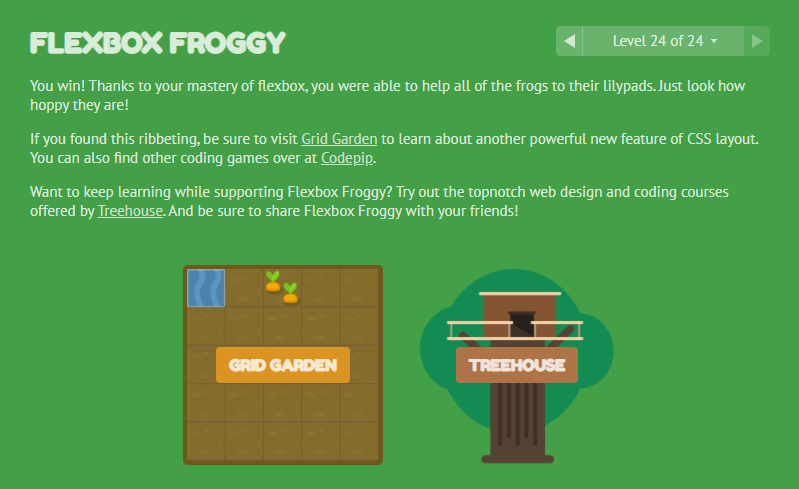 FLEXBOX FROGGY
Level 24 of 24
You win! Thanks to your mastery of flexbox, you were able to help all of the frogs to their lilypads. Just look how
hoppy they are!
If you found this ribbeting, be sure to visit Grid Garden to learn about another powerful new feature of CSS layout.
You can also find other coding games over at Codepip.
Want to keep learning while supporting Flexbox Froggy? Try out the topnotch web design and coding courses
offered by Treehouse. And be sure to share Flexbox Froggy with your friends!
GRID GARDEN
TREEHOUSE